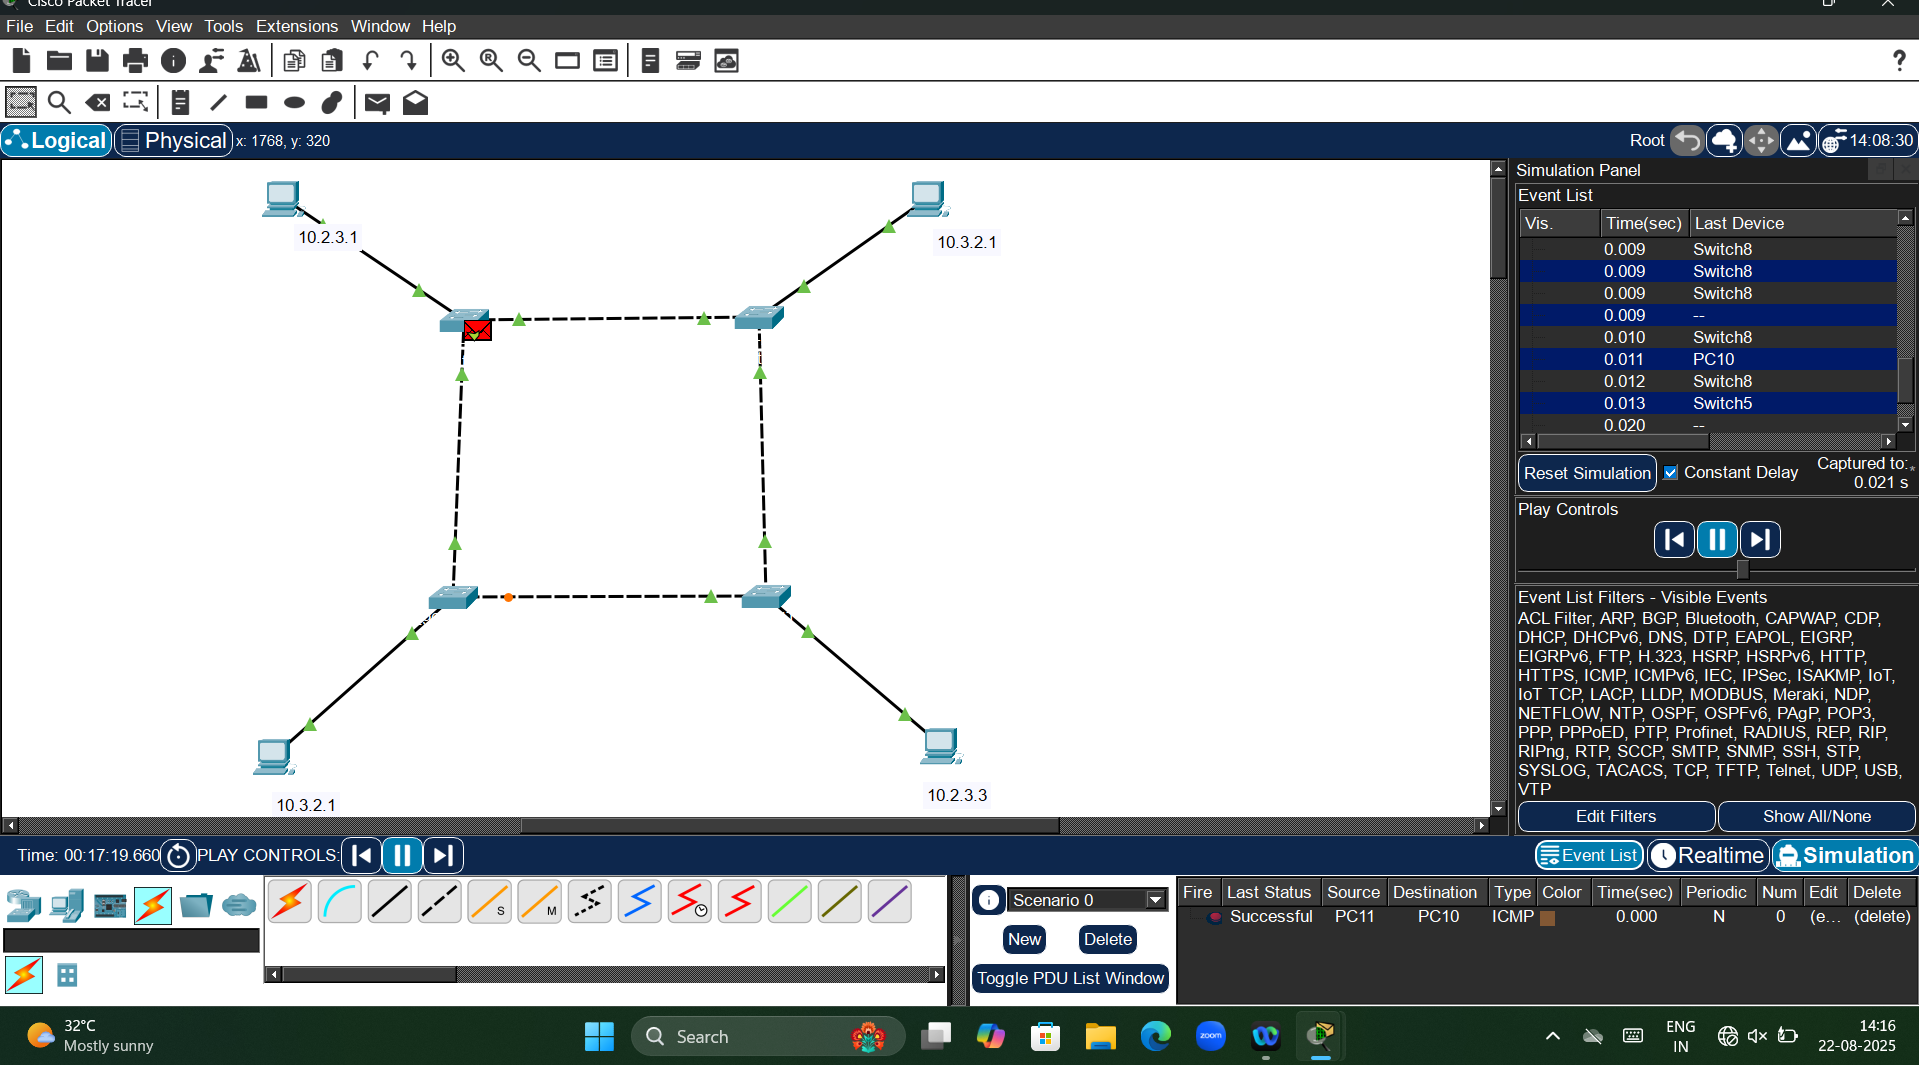 Cisco Packet Tracer
File Edit Options View Tools Extensions Window Help
Logical Physical x: 1768, y: 320
Root 14:08:30
10.2.3.1
10.3.2.1
10.3.2.1
10.2.3.3
Simulation Panel
Event List
Vis. Time(sec) Last Device
0.009 Switch8
0.009 Switch8
0.009 Switch8
0.009 --
0.010 Switch8
0.011 PC10
0.012 Switch8
0.013 Switch5
0.020 --
Reset Simulation Constant Delay Captured to:*
0.021 s
Play Controls
Event List Filters - Visible Events
ACL Filter, ARP, BGP, Bluetooth, CAPWAP, CDP,
DHCP, DHCPv6, DNS, DTP, EAPOL, EIGRP,
EIGRPv6, FTP, H.323, HSRP, HSRPv6, HTTP,
HTTPS, ICMP, ICMPv6, IEC, IPSec, ISAKMP, IoT,
IoT TCP, LACP, LLDP, MODBUS, Meraki, NDP,
NETFLOW, NTP, OSPF, OSPFv6, PAgP, POP3,
PPP, PPPoED, PTP, Profinet, RADIUS, REP, RIP,
RIPng, RTP, SCCP, SMTP, SNMP, SSH, STP,
SYSLOG, TACACS, TCP, TFTP, Telnet, UDP, USB,
VTP
Edit Filters Show All/None
Time: 00:17:19.660 PLAY CONTROLS:
Event List Realtime Simulation
S M
Scenario 0
New Delete
Toggle PDU List Window
Fire Last Status Source Destination Type Color Time(sec) Periodic Num Edit Delete
Successful PC11 PC10 ICMP 0.000 N 0 (e... (delete)
32°C
Mostly sunny
Search
zoom
ENG
IN
14:16
22-08-2025